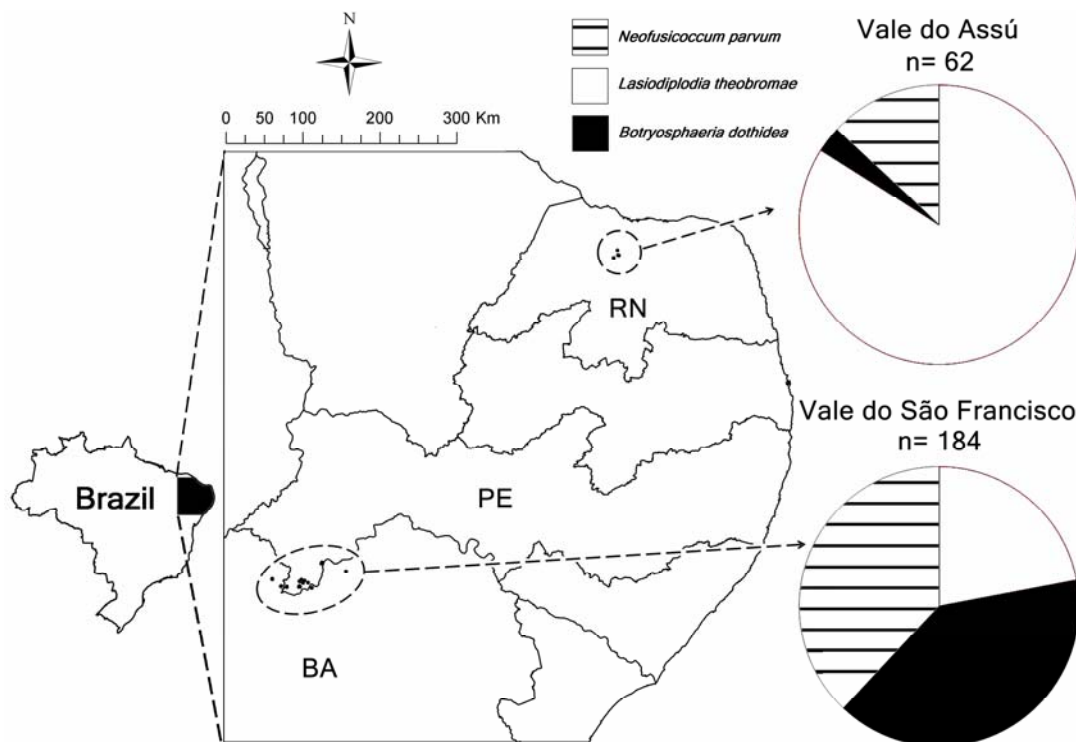 N
0 50 100 200 300 Km
Neofusicoccum parvum
Lasiodiplodia theobromae
Botryosphaeria dothidea
Vale do Assú
n= 62
RN
Vale do São Francisco
n= 184
Brazil
PE
BA